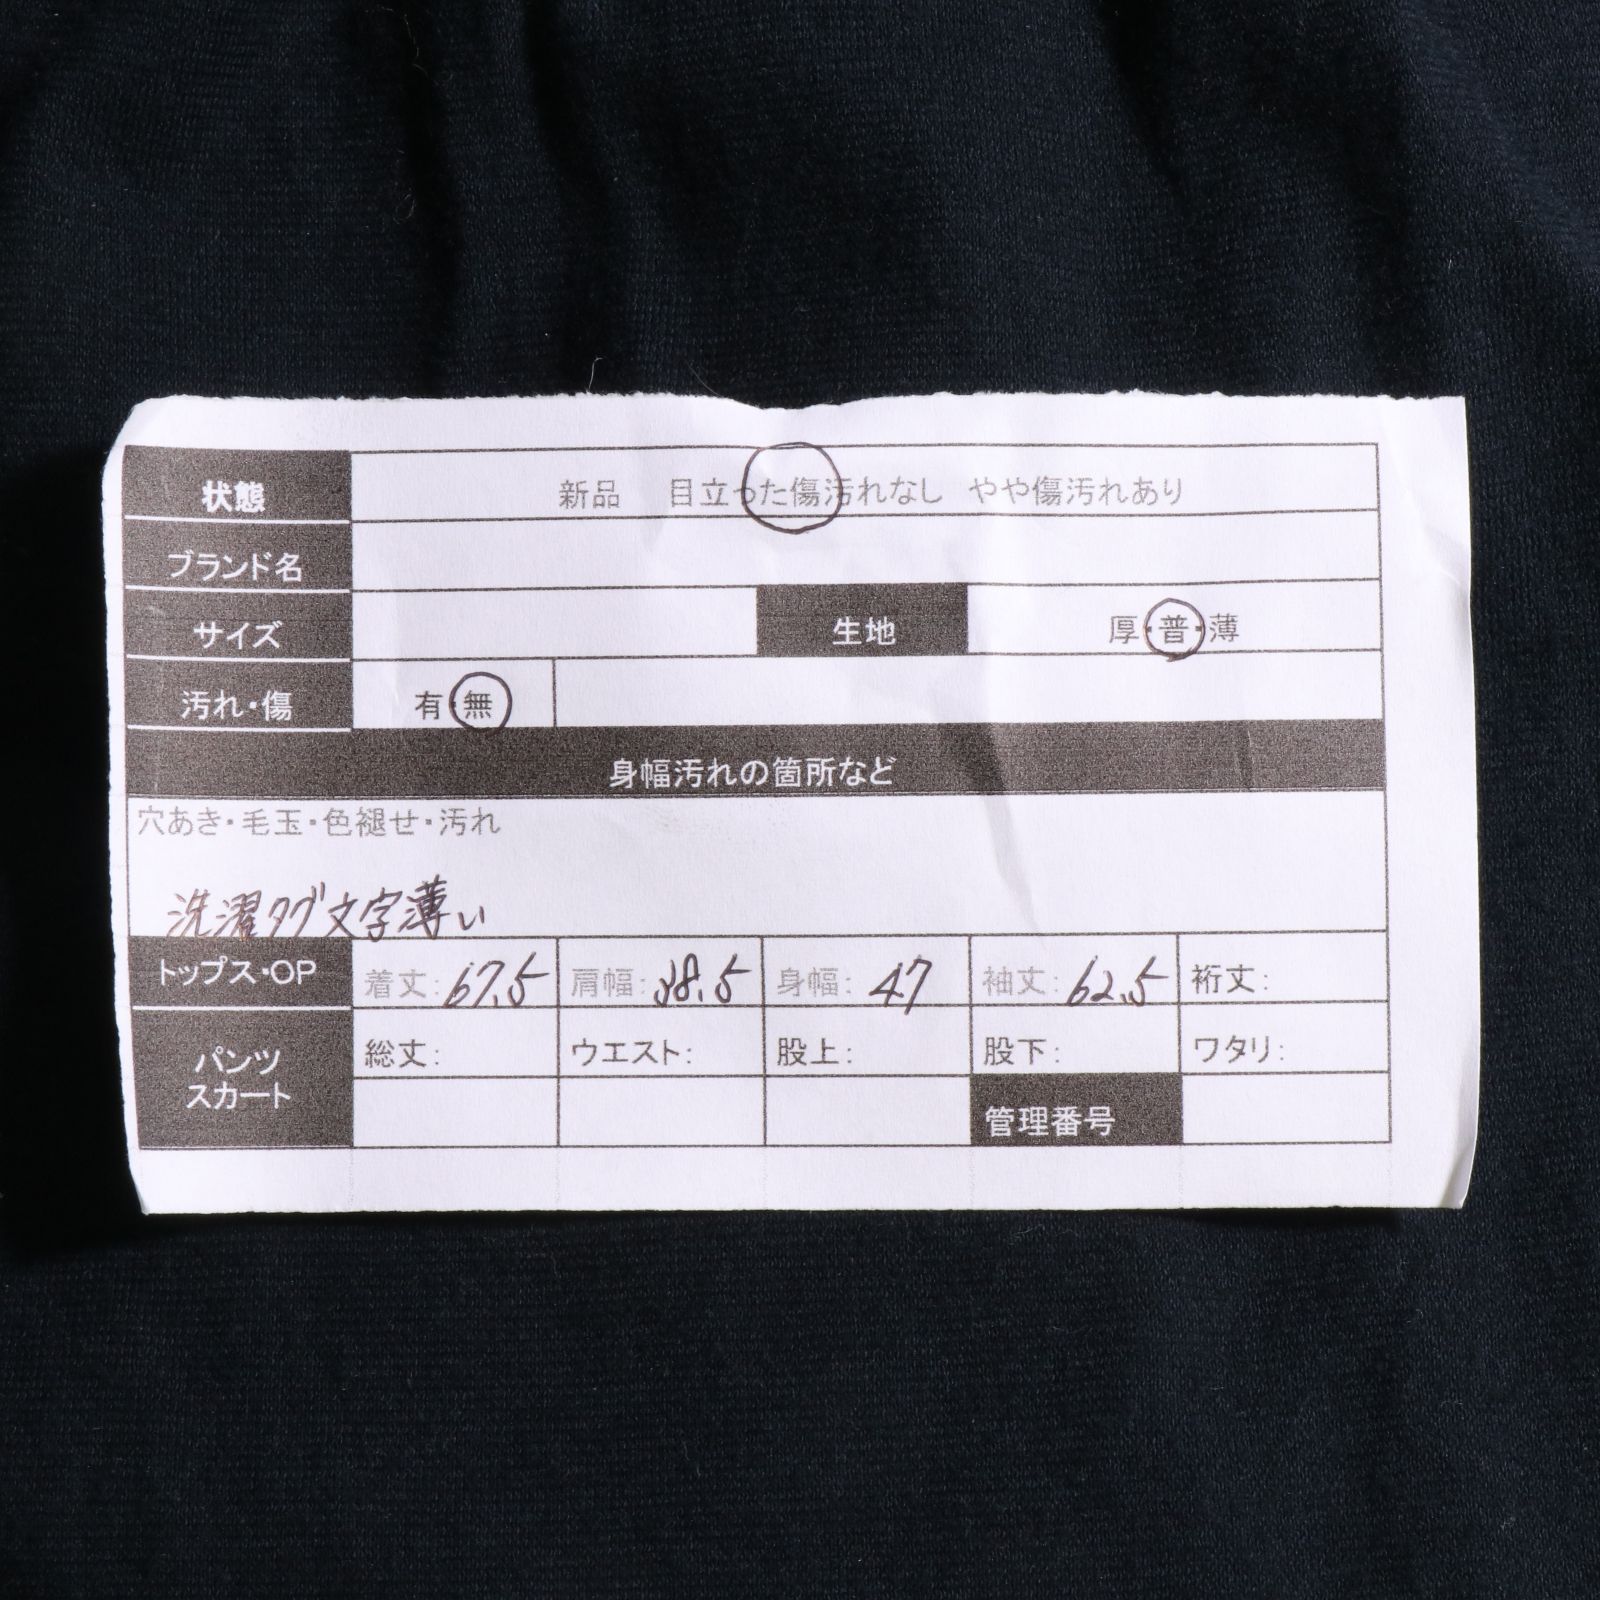 状態 新品 目立った傷汚れなし やや傷汚れあり
ブランド名
サイズ 生地 厚・普・薄
汚れ・傷 有・無
身幅汚れの箇所など
穴あき・毛玉・色褪せ・汚れ
洗濯タグ文字薄い
トップス・OP 着丈: 67.5 肩幅: 38.5 身幅: 47 袖丈: 62.5 裄丈:
パンツ 総丈: ウエスト: 股上: 股下: ワタリ:
スカート 管理番号